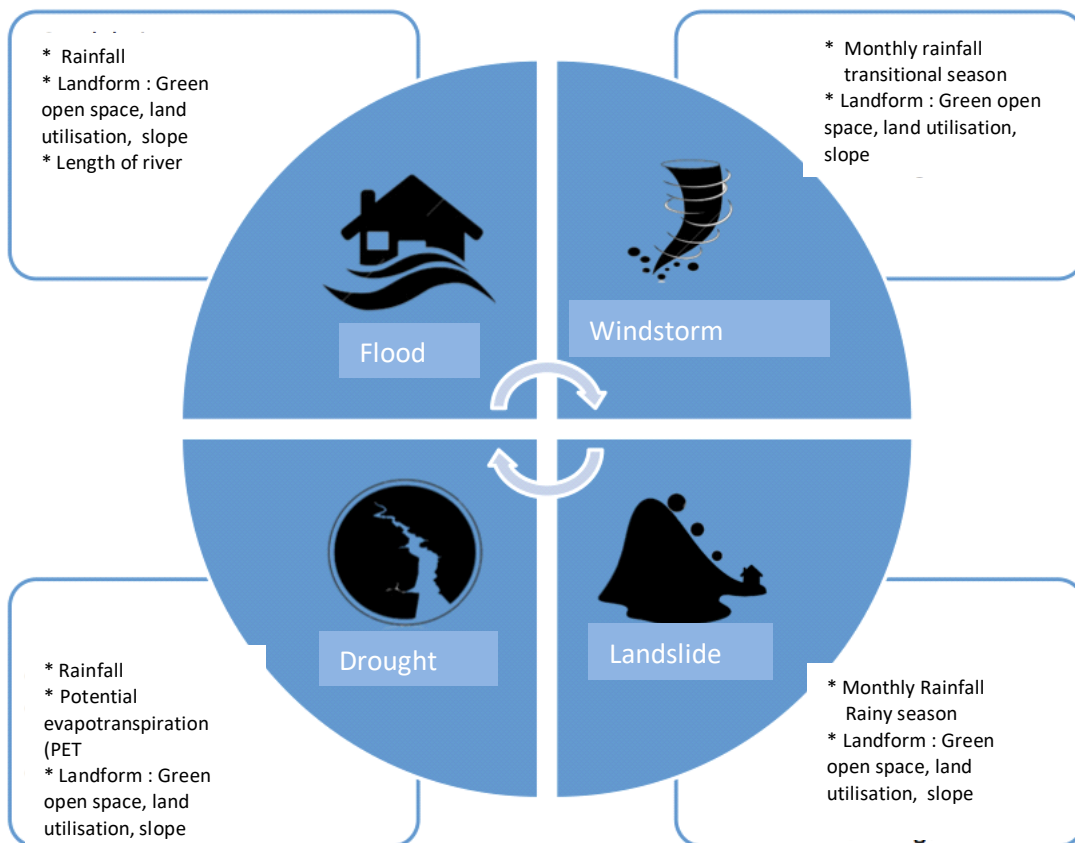 * Rainfall
* Landform : Green
open space, land
utilisation, slope
* Length of river
* Monthly rainfall
transitional season
* Landform : Green open
space, land utilisation,
slope
Flood
Windstorm
Drought
Landslide
* Rainfall
* Potential
evapotranspiration
(PET
* Landform : Green
open space, land
utilisation, slope
* Monthly Rainfall
Rainy season
* Landform : Green
open space, land
utilisation, slope